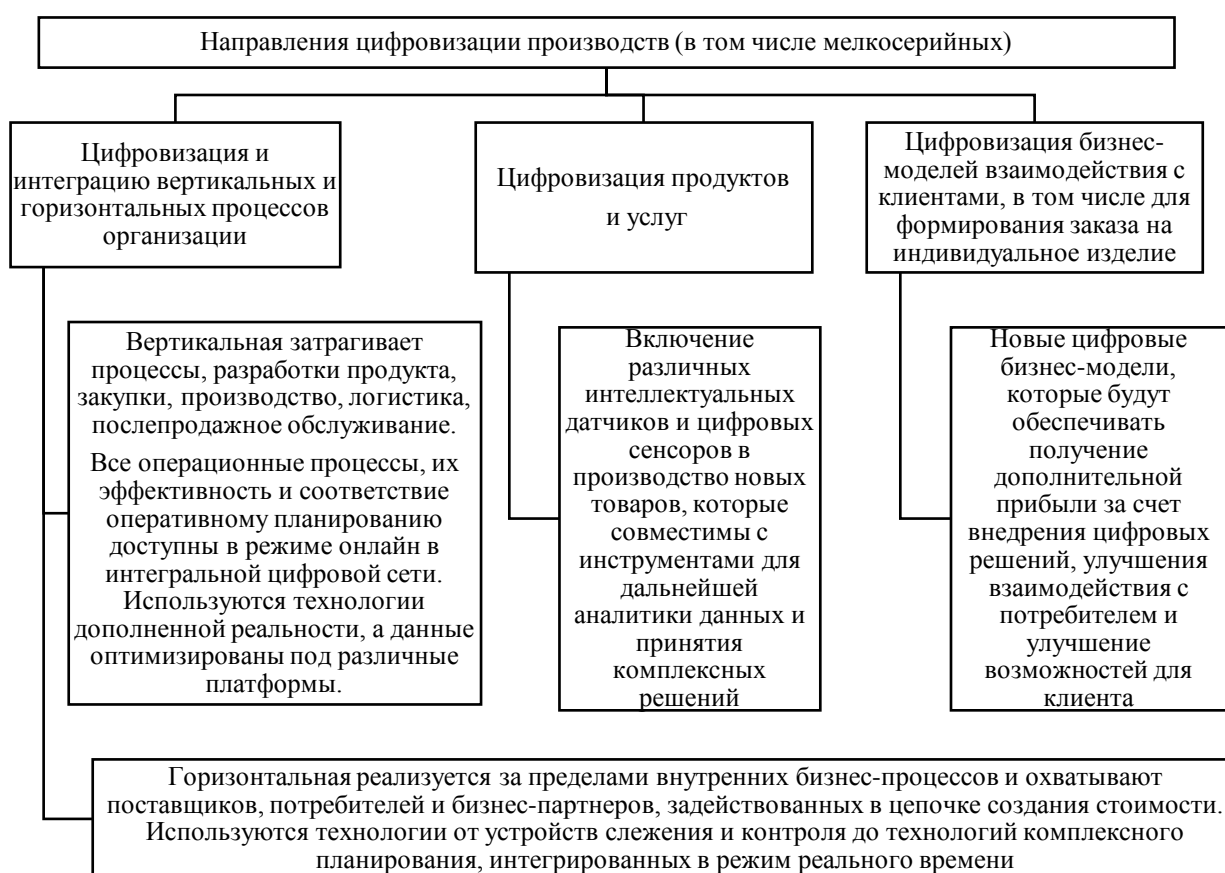 Направления цифровизации производств (в том числе мелкосерийных)
Цифровизация и
интеграцию вертикальных и
горизонтальных процессов
организации
Цифровизация продуктов
и услуг
Цифровизация бизнес-
моделей взаимодействия с
клиентами, в том числе для
формирования заказа на
индивидуальное изделие
Вертикальная затрагивает
процессы, разработки продукта,
закупки, производство, логистика,
послепродажное обслуживание.
Все операционные процессы, их
эффективность и соответствие
оперативному планированию
доступны в режиме онлайн в
интегральной цифровой сети.
Используются технологии
дополненной реальности, а данные
оптимизированы под различные
платформы.
Включение
различных
интеллектуальных
датчиков и цифровых
сенсоров в
производство новых
товаров, которые
совместимы с
инструментами для
дальнейшей
аналитики данных и
принятия
комплексных
решений
Новые цифровые
бизнес-модели,
которые будут
обеспечивать
получение
дополнительной
прибыли за счет
внедрения цифровых
решений, улучшения
взаимодействия с
потребителем и
улучшение
возможностей для
клиента
Горизонтальная реализуется за пределами внутренних бизнес-процессов и охватывают
поставщиков, потребителей и бизнес-партнеров, задействованных в цепочке создания стоимости.
Используются технологии от устройств слежения и контроля до технологий комплексного
планирования, интегрированных в режим реального времени